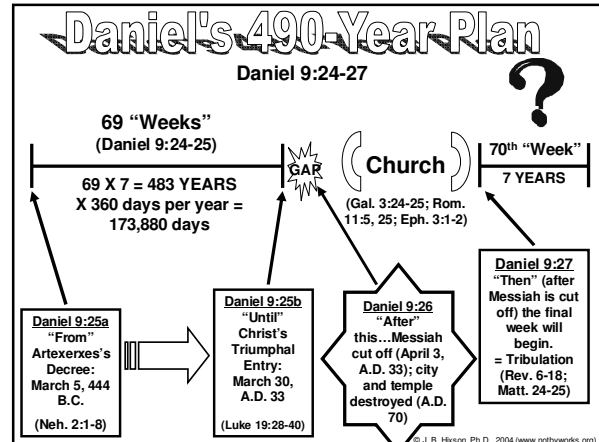 Daniel's 490-Year Plan
Daniel 9:24-27
?
69 “Weeks”
(Daniel 9:24-25)
69 X 7 = 483 YEARS
X 360 days per year =
173,880 days
GAP
Church
(Gal. 3:24-25; Rom.
11:5, 25; Eph. 3:1-2)
70th “Week”
7 YEARS
Daniel 9:25a
“From”
Artexerxes’s
Decree:
March 5, 444
B.C.
(Neh. 2:1-8)
Daniel 9:25b
“Until”
Christ’s
Triumphal
Entry:
March 30,
A.D. 33
(Luke 19:28-40)
Daniel 9:26
“After”
this…Messiah
cut off (April 3,
A.D. 33); city
and temple
destroyed (A.D.
70)
Daniel 9:27
“Then” (after
Messiah is cut
off) the final
week will
begin.
= Tribulation
(Rev. 6-18;
Matt. 24-25)
© J. B. Hixson, Ph.D., 2004 (www.notbyworks.org)